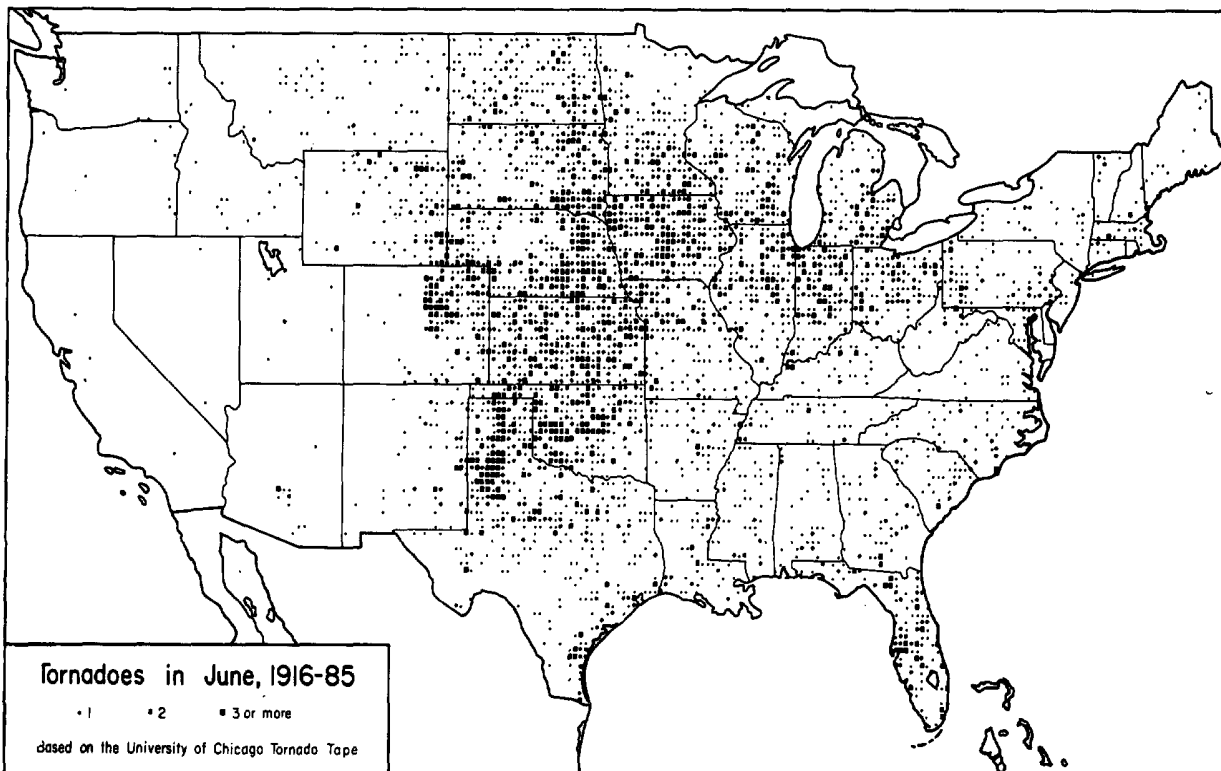 Tornadoes in June, 1916-85
• 1 ▪ 2 ■ 3 or more
Based on the University of Chicago Tornado Tape